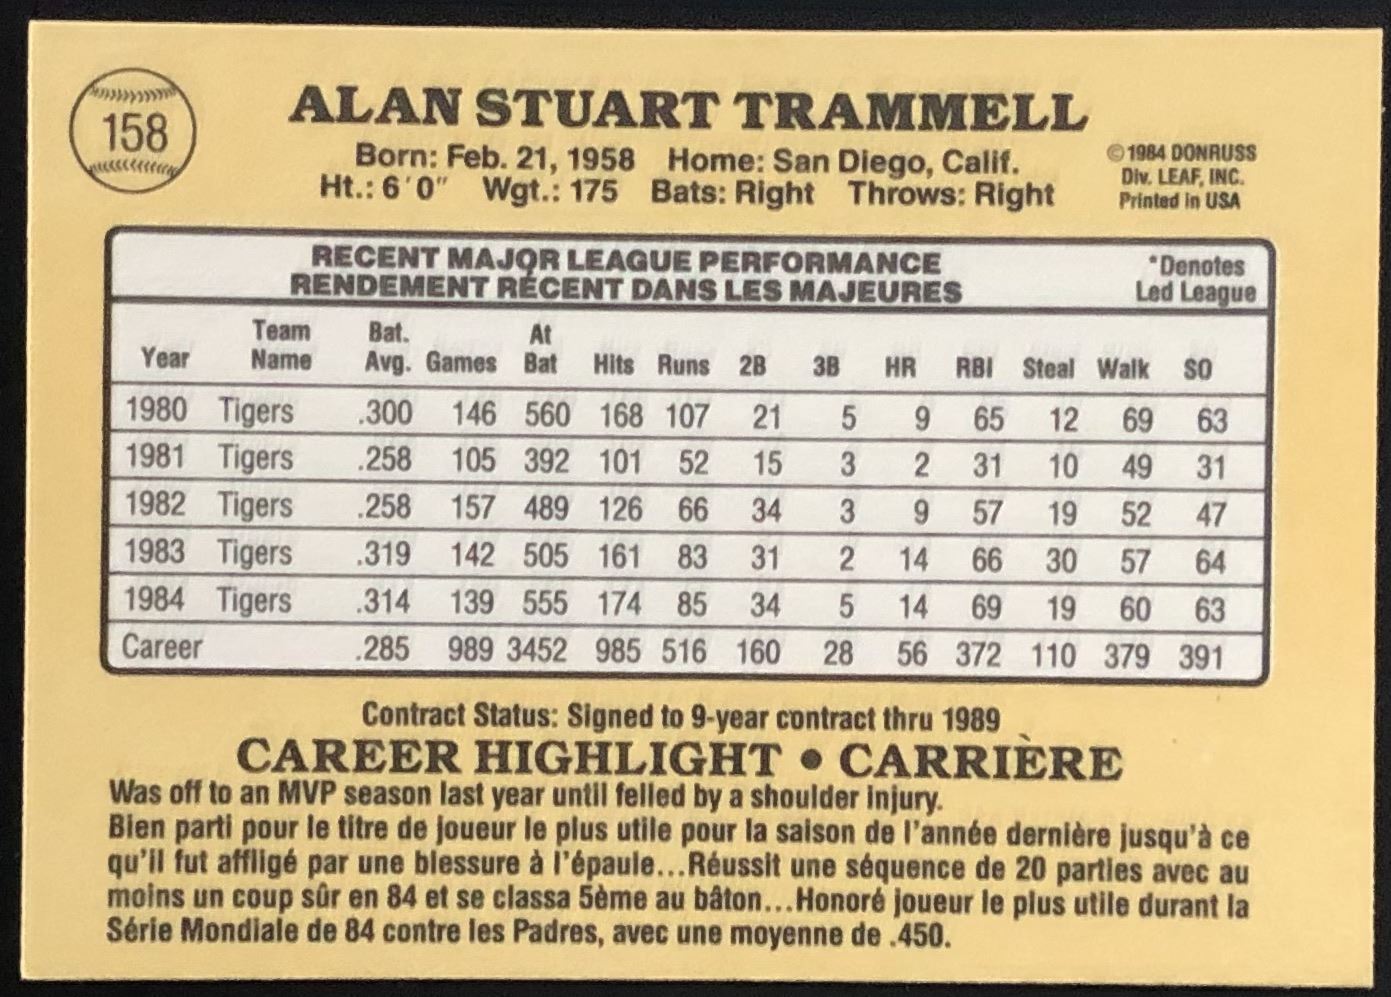 158
ALAN STUART TRAMMELL
Born: Feb. 21, 1958 Home: San Diego, Calif.
Ht.: 6'0" Wgt.: 175 Bats: Right Throws: Right
©1984 DONRUSS
Div. LEAF, INC.
Printed in USA
RECENT MAJOR LEAGUE PERFORMANCE
RENDEMENT RÉCENT DANS LES MAJEURES
*Denotes
Led League
Year Team Name Bat. Avg. Games At Bat Hits Runs 2B 3B HR RBI Steal Walk SO
1980 Tigers .300 146 560 168 107 21 5 9 65 12 69 63
1981 Tigers .258 105 392 101 52 15 3 2 31 10 49 31
1982 Tigers .258 157 489 126 66 34 3 9 57 19 52 47
1983 Tigers .319 142 505 161 83 31 2 14 66 30 57 64
1984 Tigers .314 139 555 174 85 34 5 14 69 19 60 63
Career .285 989 3452 985 516 160 28 56 372 110 379 391
Contract Status: Signed to 9-year contract thru 1989
CAREER HIGHLIGHT • CARRIÈRE
Was off to an MVP season last year until felled by a shoulder injury.
Bien parti pour le titre de joueur le plus utile pour la saison de l'année dernière jusqu'à ce
qu'il fut affligé par une blessure à l'épaule...Réussit une séquence de 20 parties avec au
moins un coup sûr en 84 et se classa 5ème au bâton...Honoré joueur le plus utile durant la
Série Mondiale de 84 contre les Padres, avec une moyenne de .450.